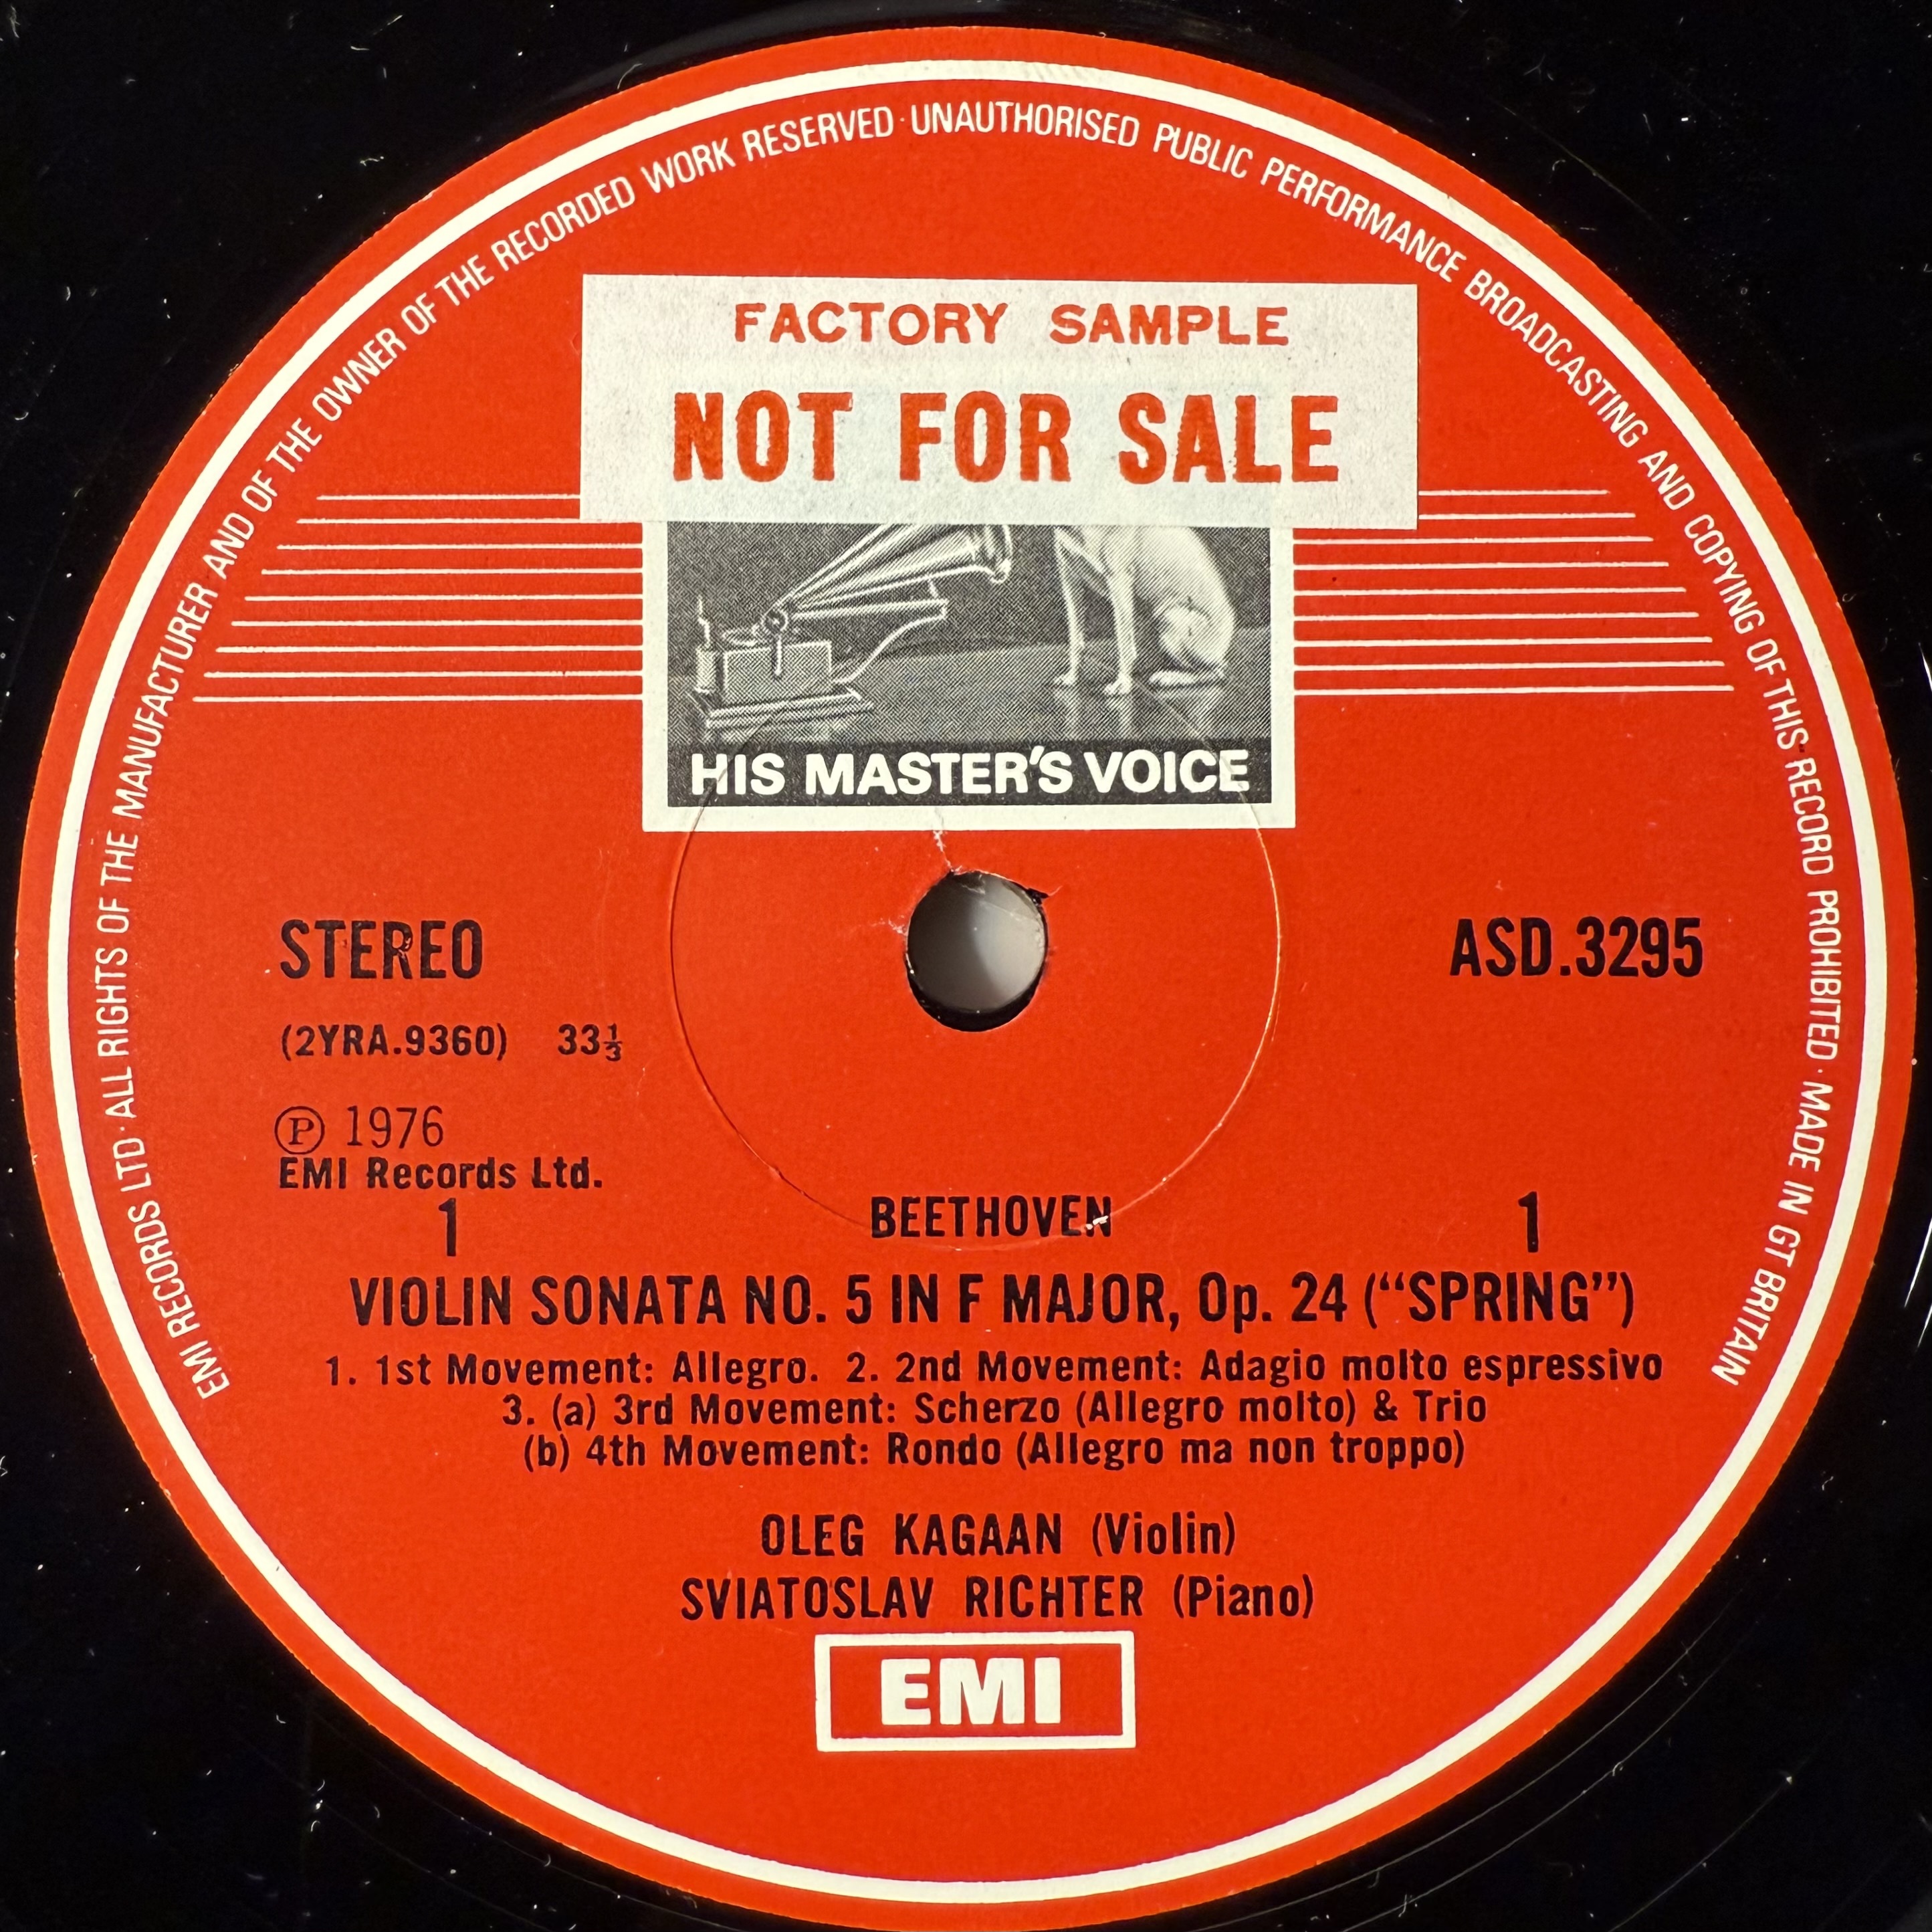 EMI RECORDS LTD · ALL RIGHTS OF THE MANUFACTURER AND OF THE OWNER OF THE RECORDED WORK RESERVED · UNAUTHORISED PUBLIC PERFORMANCE BROADCASTING AND COPYING OF THIS RECORD PROHIBITED · MADE IN GT BRITAIN
FACTORY SAMPLE
NOT FOR SALE
HIS MASTER'S VOICE
STEREO ASD.3295
(2YRA.9360) 33⅓
Ⓟ 1976
EMI Records Ltd.
1 BEETHOVEN 1
VIOLIN SONATA NO. 5 IN F MAJOR, Op. 24 (“SPRING”)
1. 1st Movement: Allegro. 2. 2nd Movement: Adagio molto espressivo
3. (a) 3rd Movement: Scherzo (Allegro molto) & Trio
(b) 4th Movement: Rondo (Allegro ma non troppo)
OLEG KAGAAN (Violin)
SVIATOSLAV RICHTER (Piano)
EMI